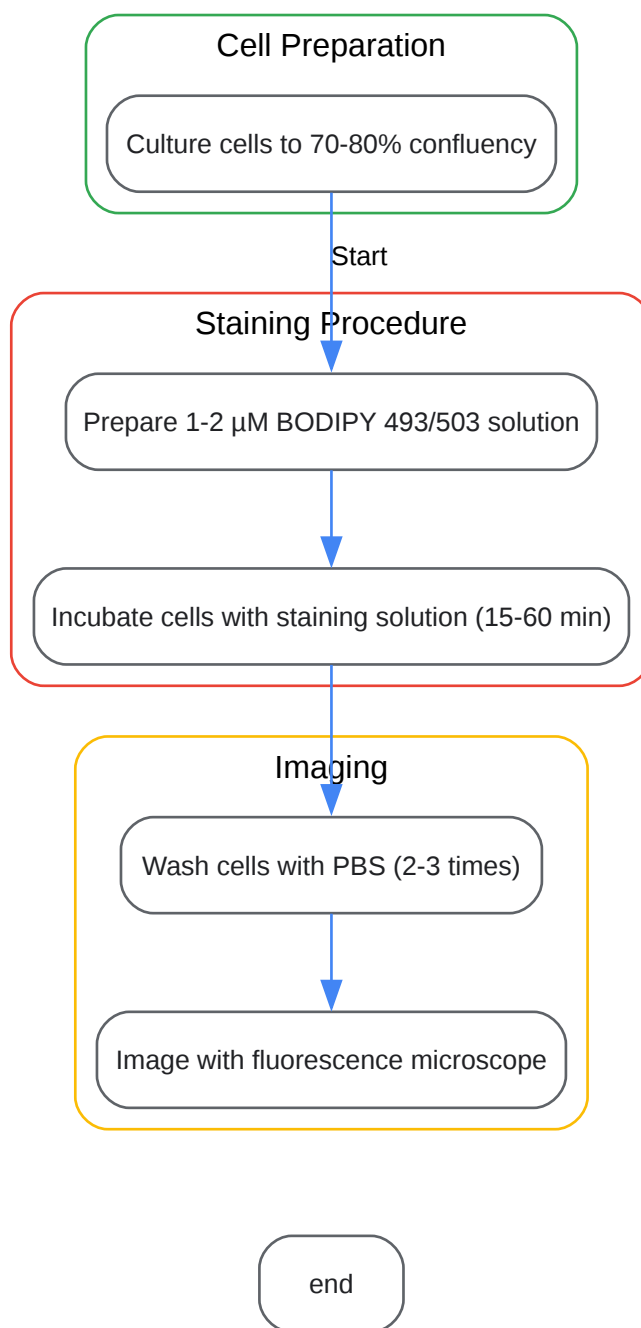 Cell Preparation
Culture cells to 70-80% confluency
Start
Staining Procedure
Prepare 1-2 µM BODIPY 493/503 solution
Incubate cells with staining solution (15-60 min)
Imaging
Wash cells with PBS (2-3 times)
Image with fluorescence microscope
end